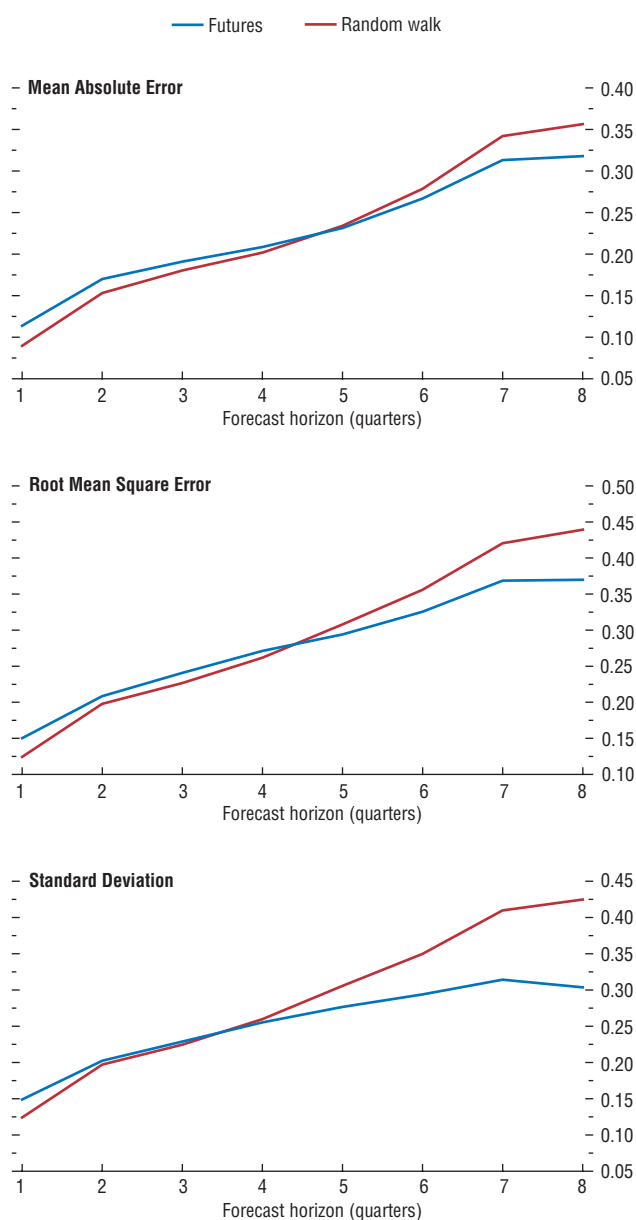 Futures Random walk
Mean Absolute Error
0.40
0.35
0.30
0.25
0.20
0.15
0.10
0.05
1 2 3 4 5 6 7 8
Forecast horizon (quarters)
Root Mean Square Error
0.50
0.45
0.40
0.35
0.30
0.25
0.20
0.15
0.10
1 2 3 4 5 6 7 8
Forecast horizon (quarters)
Standard Deviation
0.45
0.40
0.35
0.30
0.25
0.20
0.15
0.10
0.05
1 2 3 4 5 6 7 8
Forecast horizon (quarters)